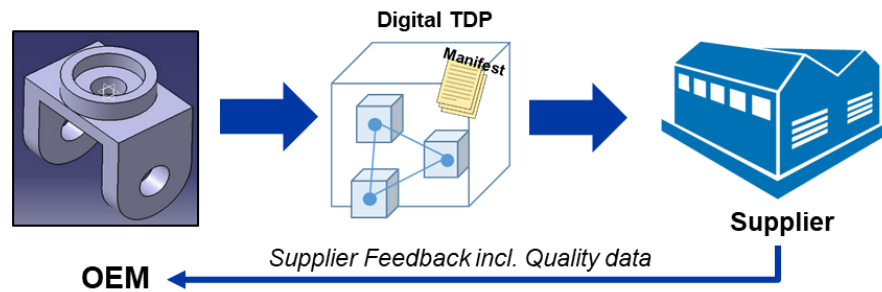 Digital TDP
Manifest
Supplier
Supplier Feedback incl. Quality data
OEM